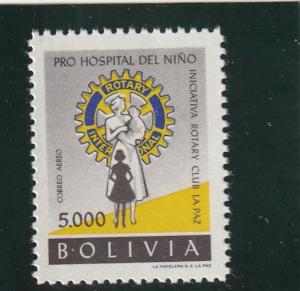 PRO HOSPITAL DEL NIÑO
INICIATIVA ROTARY CLUB LA PAZ
ROTARY
INTERNATIONAL
CORREO AEREO
5.000
BOLIVIA
LA PAPELERA S.A. LA PAZ